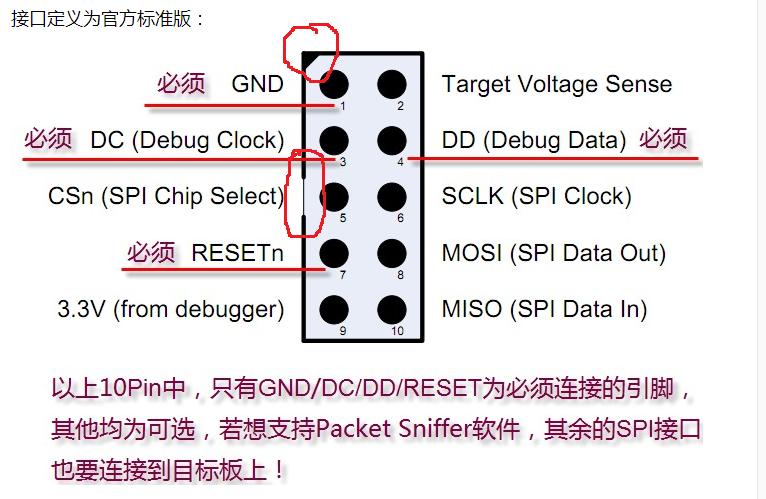 接口定义为官方标准版：
必须 GND 1 2 Target Voltage Sense
必须 DC (Debug Clock) 3 4 DD (Debug Data) 必须
CSn (SPI Chip Select) 5 6 SCLK (SPI Clock)
必须 RESETn 7 8 MOSI (SPI Data Out)
3.3V (from debugger) 9 10 MISO (SPI Data In)
以上10Pin中，只有GND/DC/DD/RESET为必须连接的引脚，
其他均为可选，若想支持Packet Sniffer软件，其余的SPI接口
也要连接到目标板上！